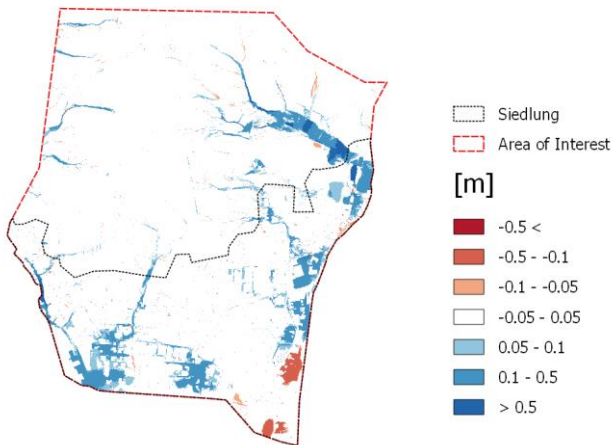 Siedlung
Area of Interest
[m]
-0.5 <
-0.5 - -0.1
-0.1 - -0.05
-0.05 - 0.05
0.05 - 0.1
0.1 - 0.5
> 0.5